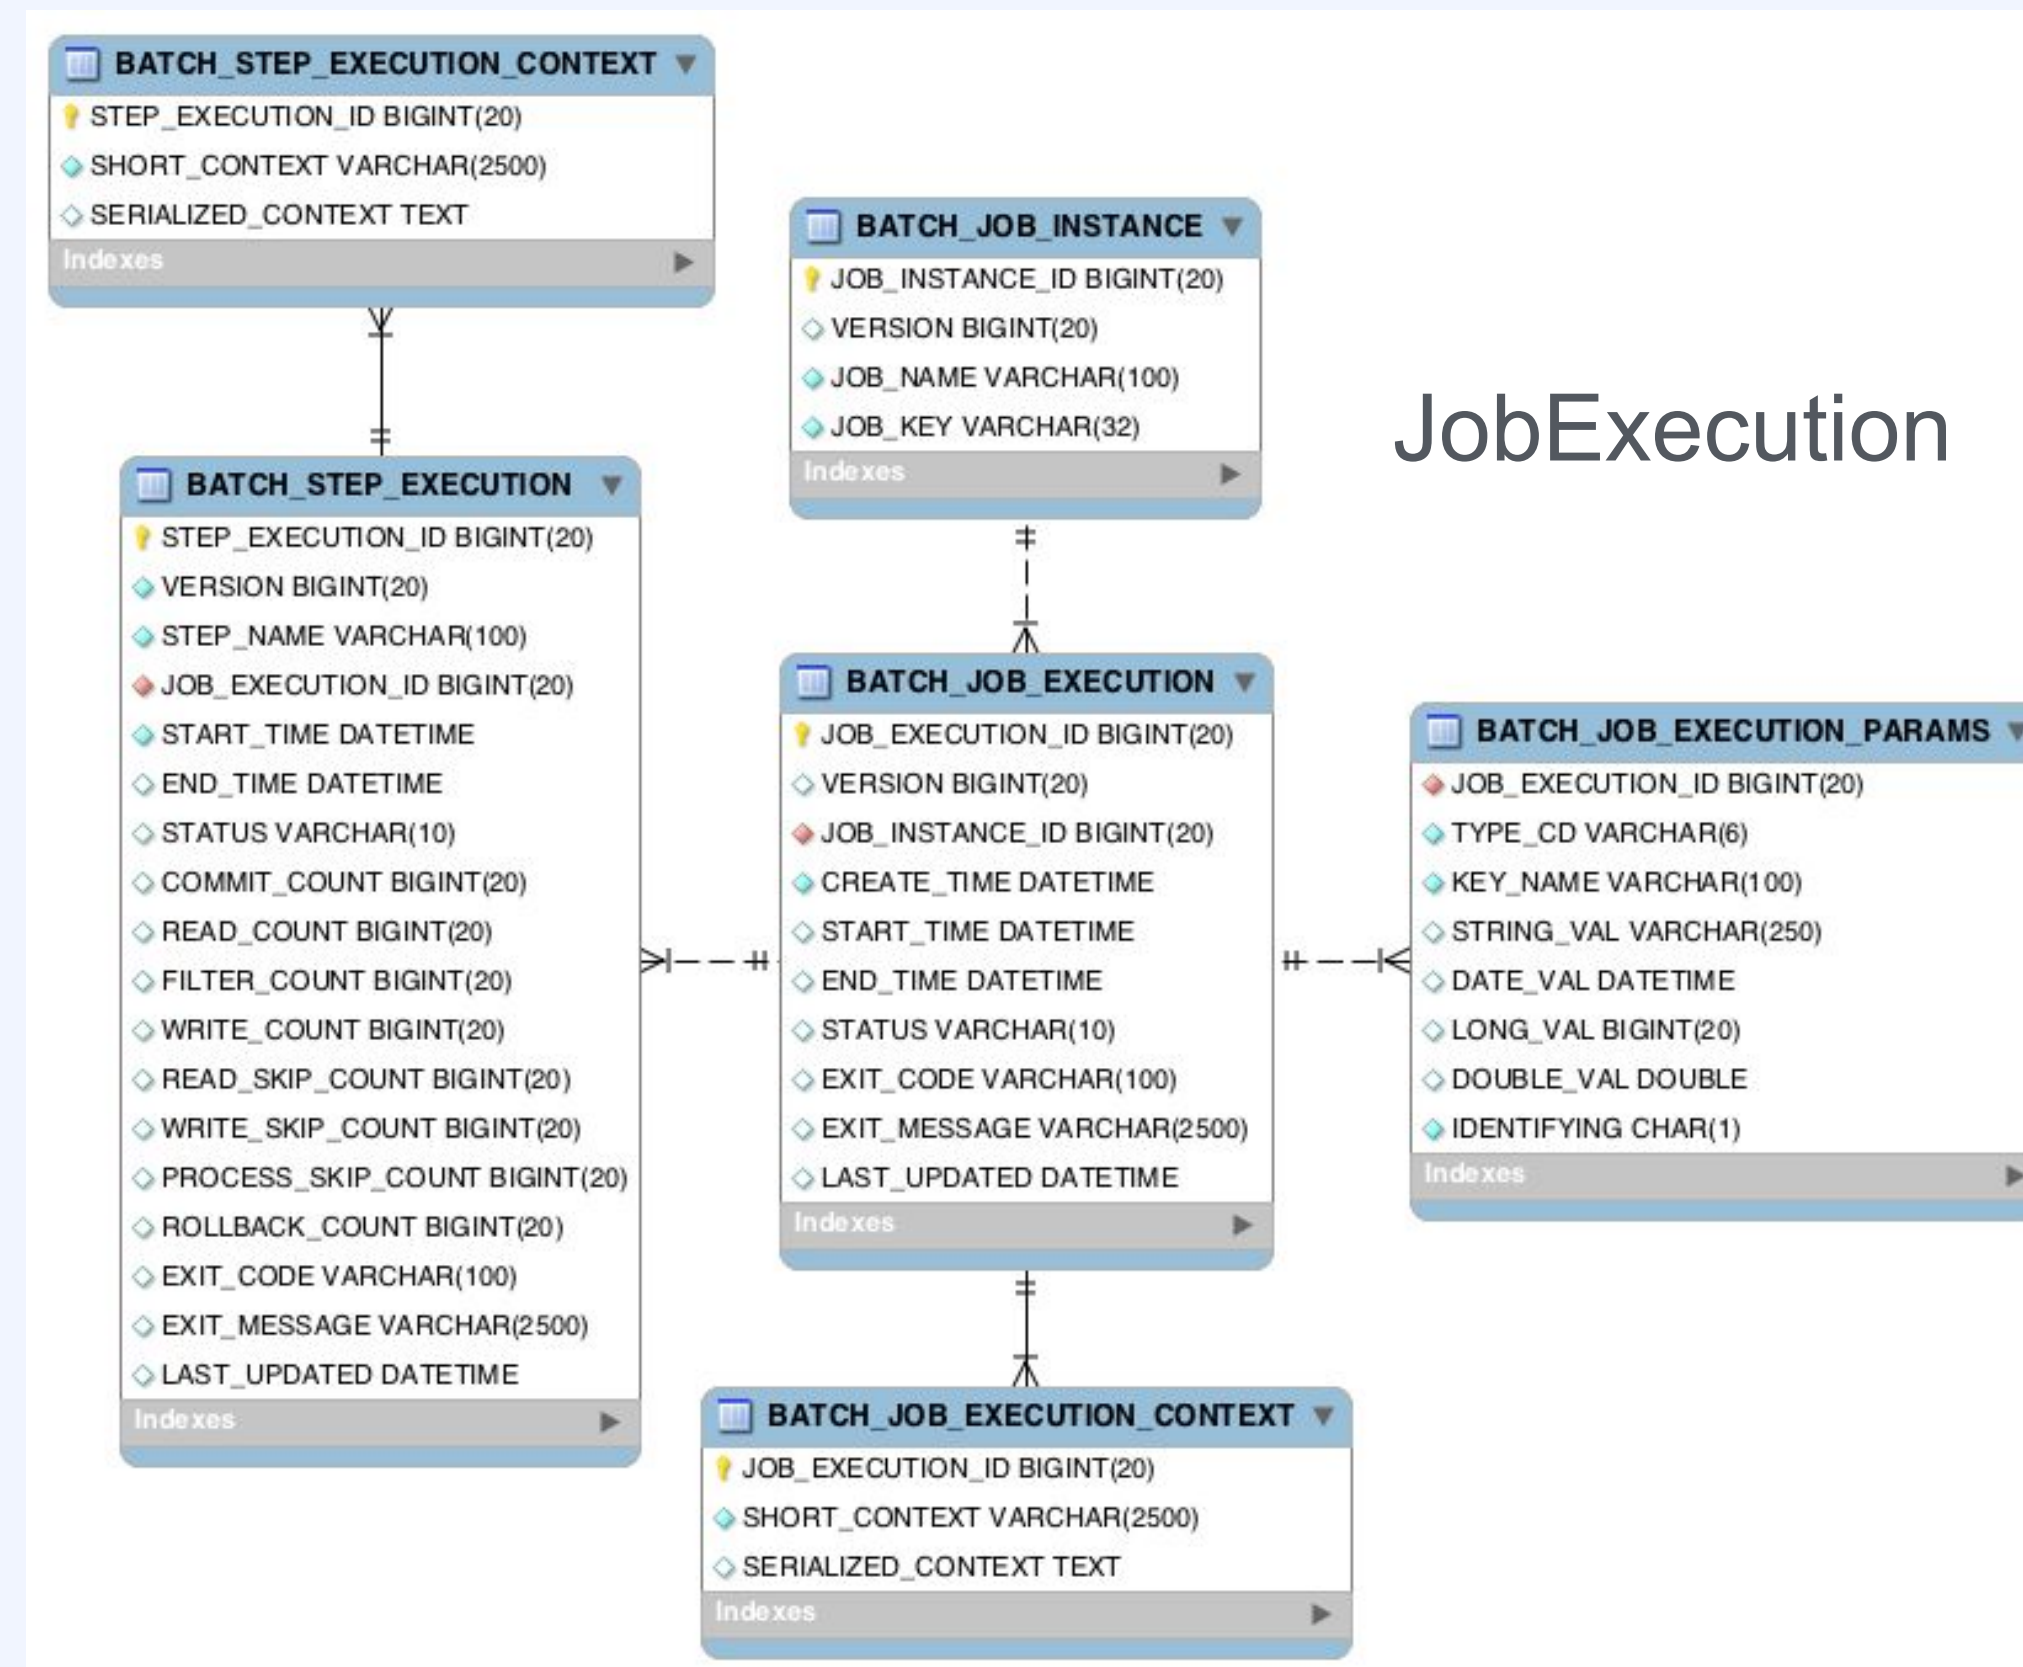 BATCH_STEP_EXECUTION_CONTEXT
STEP_EXECUTION_ID BIGINT(20)
SHORT_CONTEXT VARCHAR(2500)
SERIALIZED_CONTEXT TEXT
Indexes
BATCH_JOB_INSTANCE
JOB_INSTANCE_ID BIGINT(20)
VERSION BIGINT(20)
JOB_NAME VARCHAR(100)
JOB_KEY VARCHAR(32)
Indexes
JobExecution
BATCH_STEP_EXECUTION
STEP_EXECUTION_ID BIGINT(20)
VERSION BIGINT(20)
STEP_NAME VARCHAR(100)
JOB_EXECUTION_ID BIGINT(20)
START_TIME DATETIME
END_TIME DATETIME
STATUS VARCHAR(10)
COMMIT_COUNT BIGINT(20)
READ_COUNT BIGINT(20)
FILTER_COUNT BIGINT(20)
WRITE_COUNT BIGINT(20)
READ_SKIP_COUNT BIGINT(20)
WRITE_SKIP_COUNT BIGINT(20)
PROCESS_SKIP_COUNT BIGINT(20)
ROLLBACK_COUNT BIGINT(20)
EXIT_CODE VARCHAR(100)
EXIT_MESSAGE VARCHAR(2500)
LAST_UPDATED DATETIME
Indexes
BATCH_JOB_EXECUTION
JOB_EXECUTION_ID BIGINT(20)
VERSION BIGINT(20)
JOB_INSTANCE_ID BIGINT(20)
CREATE_TIME DATETIME
START_TIME DATETIME
END_TIME DATETIME
STATUS VARCHAR(10)
EXIT_CODE VARCHAR(100)
EXIT_MESSAGE VARCHAR(2500)
LAST_UPDATED DATETIME
Indexes
BATCH_JOB_EXECUTION_PARAMS
JOB_EXECUTION_ID BIGINT(20)
TYPE_CD VARCHAR(6)
KEY_NAME VARCHAR(100)
STRING_VAL VARCHAR(250)
DATE_VAL DATETIME
LONG_VAL BIGINT(20)
DOUBLE_VAL DOUBLE
IDENTIFYING CHAR(1)
Indexes
BATCH_JOB_EXECUTION_CONTEXT
JOB_EXECUTION_ID BIGINT(20)
SHORT_CONTEXT VARCHAR(2500)
SERIALIZED_CONTEXT TEXT
Indexes